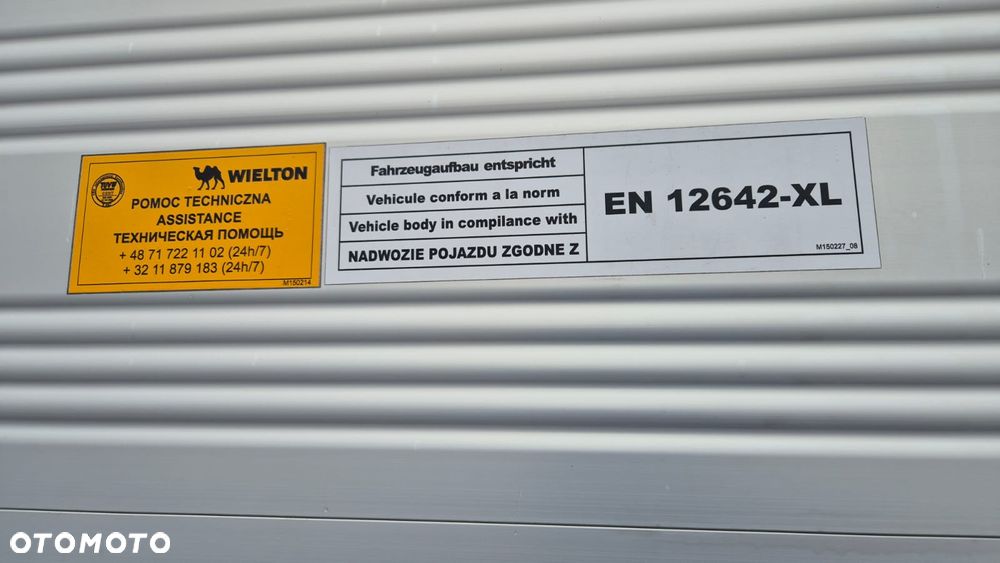 WIELTON
POMOC TECHNICZNA
ASSISTANCE
ТЕХНИЧЕСКАЯ ПОМОЩЬ
+ 48 71 722 11 02 (24h/7)
+ 32 11 879 183 (24h/7)
M150214
Fahrzeugaufbau entspricht
Vehicule conform a la norm
Vehicle body in compilance with
NADWOZIE POJAZDU ZGODNE Z
EN 12642-XL
M150227_08
OTOMOTO